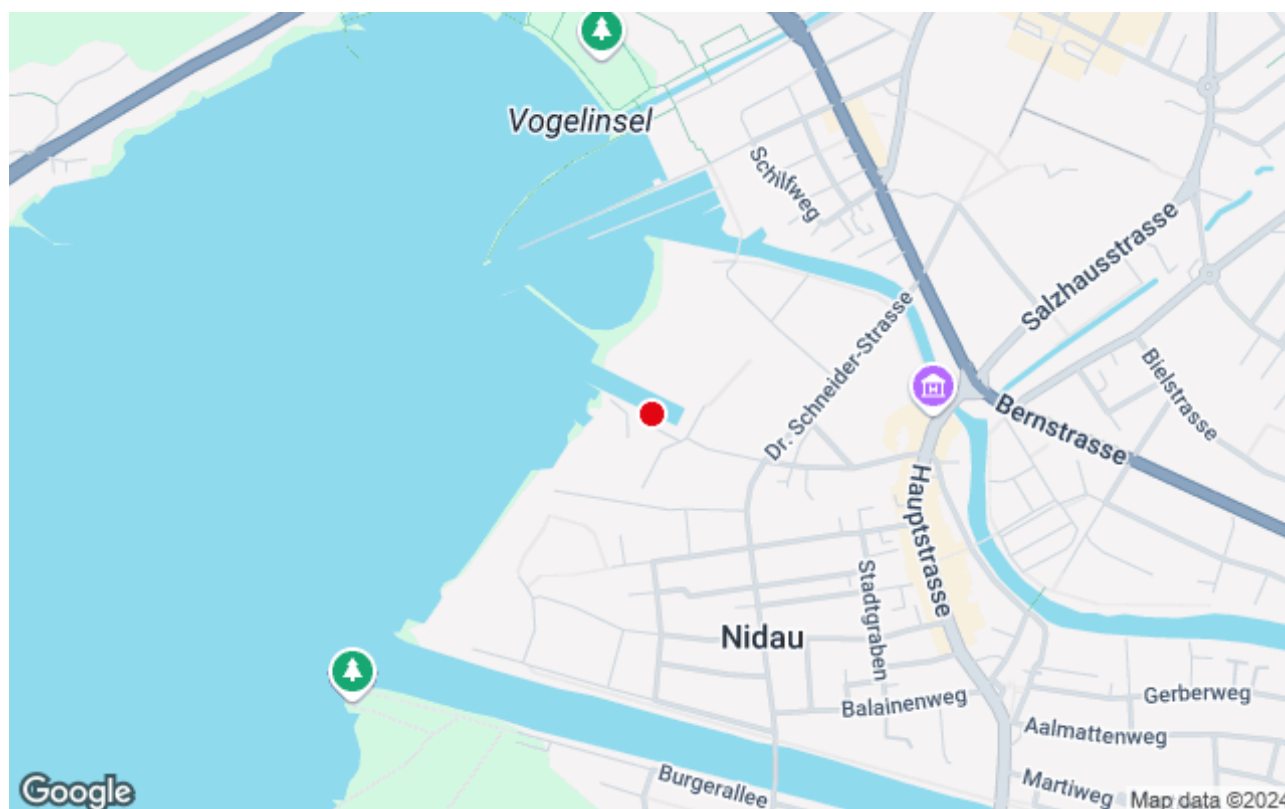 Vogelinsel
Schilfweg
Salzhausstrasse
Dr. Schneider-Strasse
Bielstrasse
Bernstrasse
Hauptstrasse
Stadtgraben
Nidau
Gerberweg
Balainenweg
Aalmattenweg
Burgerallee
Martiweg
Google
Map data ©2024
H